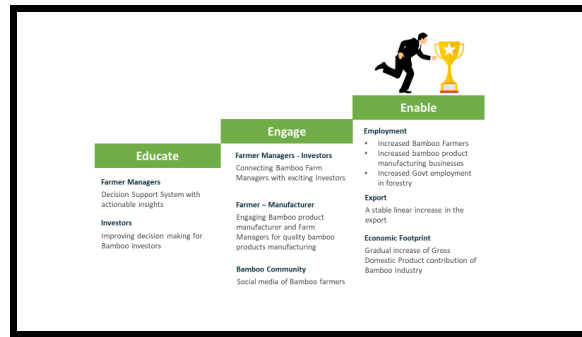 Enable
Engage
Educate
Farmer Managers
Decision Support System with
actionable insights
Investors
Improving decision making for
Bamboo investors
Farmer Managers - Investors
Connecting Bamboo Farm
Managers with exciting Investors
Farmer – Manufacturer
Engaging Bamboo product
manufacturer and Farm
Managers for quality bamboo
products manufacturing
Bamboo Community
Social media of Bamboo farmers
Employment
• Increased Bamboo Farmers
• Increased bamboo product
manufacturing businesses
• Increased Govt employment
in forestry
Export
A stable linear increase in the
export
Economic Footprint
Gradual increase of Gross
Domestic Product contribution of
Bamboo Industry